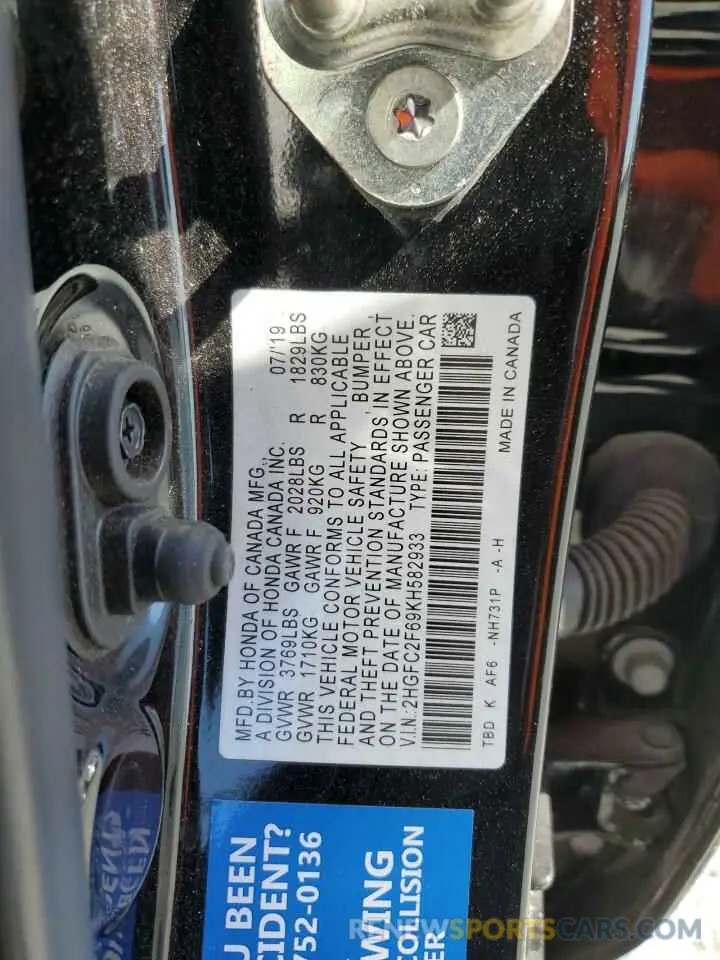 MFD.BY HONDA OF CANADA MFG., 07/19
A DIVISION OF HONDA CANADA INC.
GVWR 3769LBS GAWR F 2028LBS R 1829LBS
GVWR 1710KG GAWR F 920KG R 830KG
THIS VEHICLE CONFORMS TO ALL APPLICABLE
FEDERAL MOTOR VEHICLE SAFETY, BUMPER,
AND THEFT PREVENTION STANDARDS IN EFFECT
ON THE DATE OF MANUFACTURE SHOWN ABOVE.
V.I.N.:2HGFC2F69KH582933 TYPE: PASSENGER CAR
TBD K AF6 -NH731P -A -H MADE IN CANADA
U BEEN
CIDENT?
752-0136
WING
COLLISION
ER
RENEWSPORTSCARS.COM